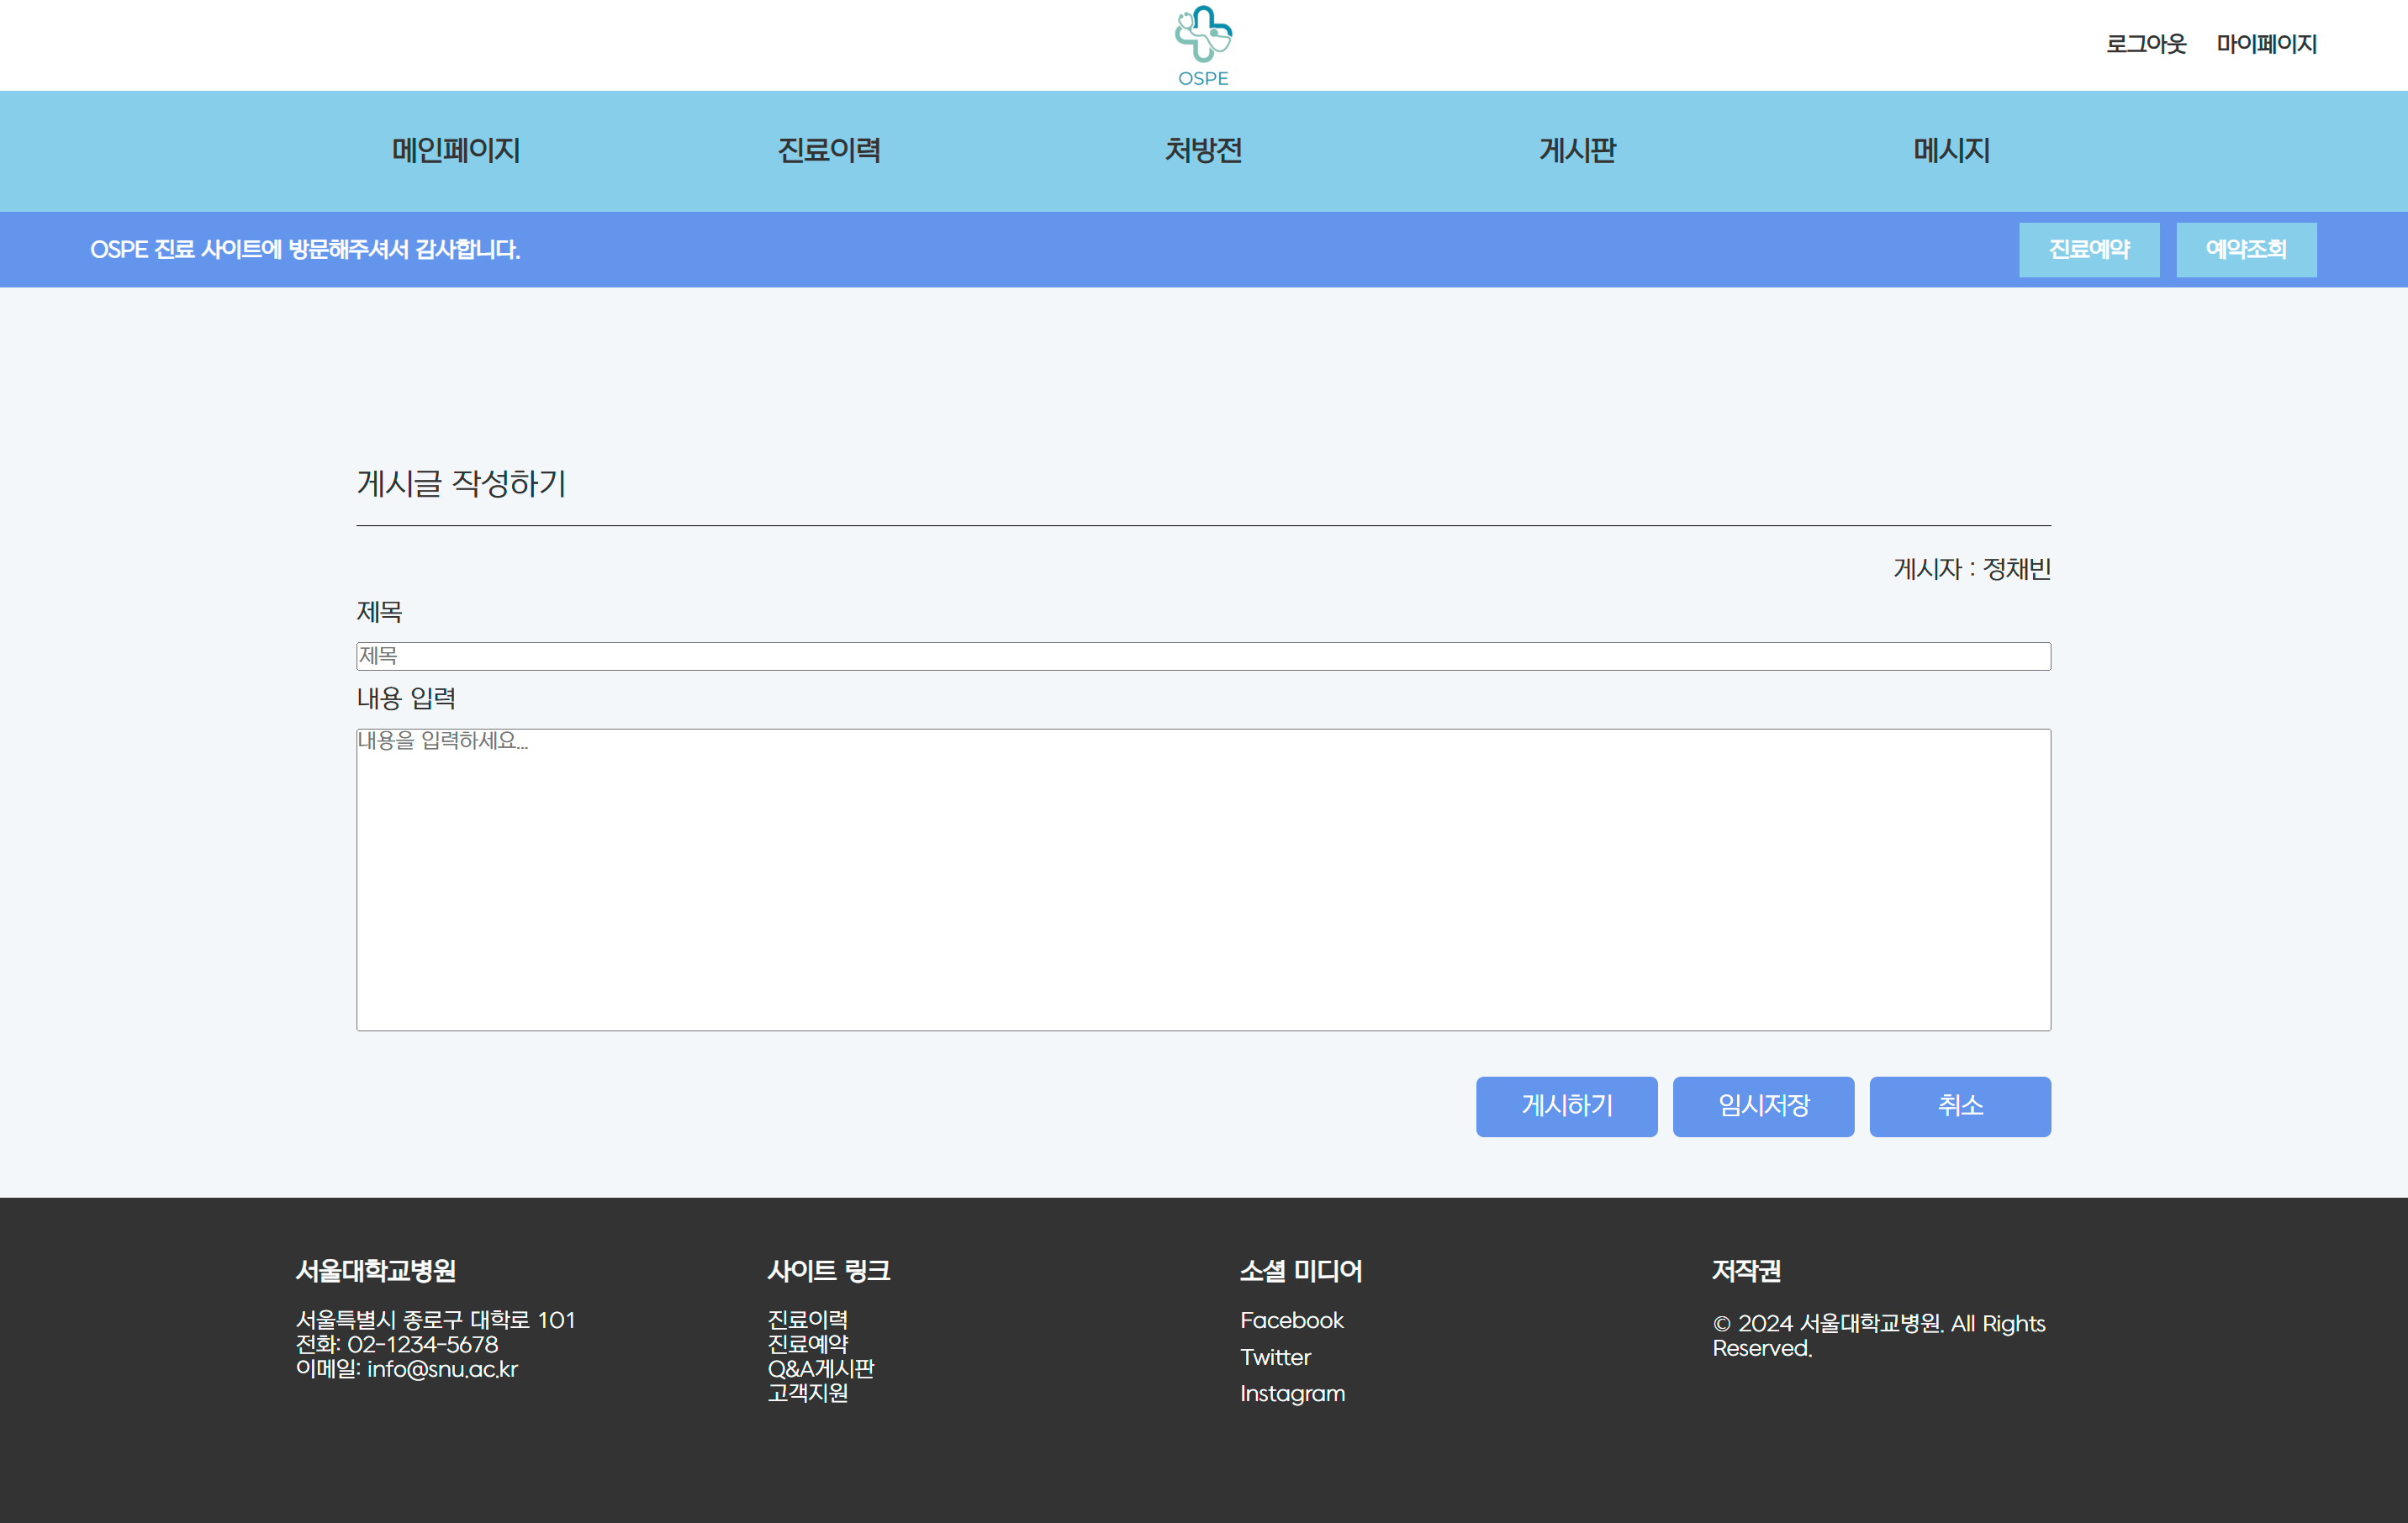 OSPE
로그아웃 마이페이지
메인페이지 진료이력 처방전 게시판 메시지
OSPE 진료 사이트에 방문해주셔서 감사합니다.
진료예약 예약조회
게시글 작성하기
게시자 : 정채빈
제목
제목
내용 입력
내용을 입력하세요...
게시하기 임시저장 취소
서울대학교병원
서울특별시 종로구 대학로 101
전화: 02-1234-5678
이메일: info@snu.ac.kr
사이트 링크
진료이력
진료예약
Q&A게시판
고객지원
소셜 미디어
Facebook
Twitter
Instagram
저작권
© 2024 서울대학교병원. All Rights
Reserved.